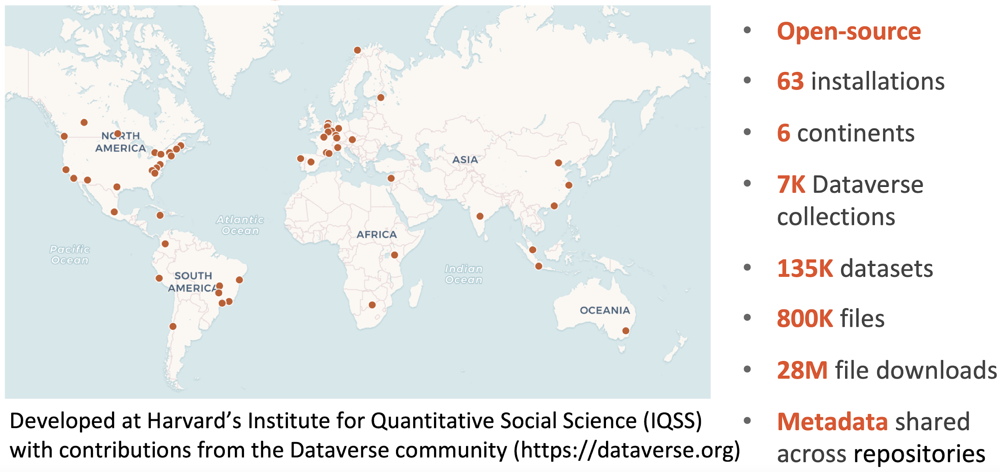 NORTH
AMERICA
ASIA
Atlantic
Ocean
AFRICA
Pacific
Ocean
Indian
Ocean
SOUTH
AMERICA
OCEANIA
• Open-source
• 63 installations
• 6 continents
• 7K Dataverse
collections
• 135K datasets
• 800K files
• 28M file downloads
• Metadata shared
across repositories
Developed at Harvard’s Institute for Quantitative Social Science (IQSS)
with contributions from the Dataverse community (https://dataverse.org)